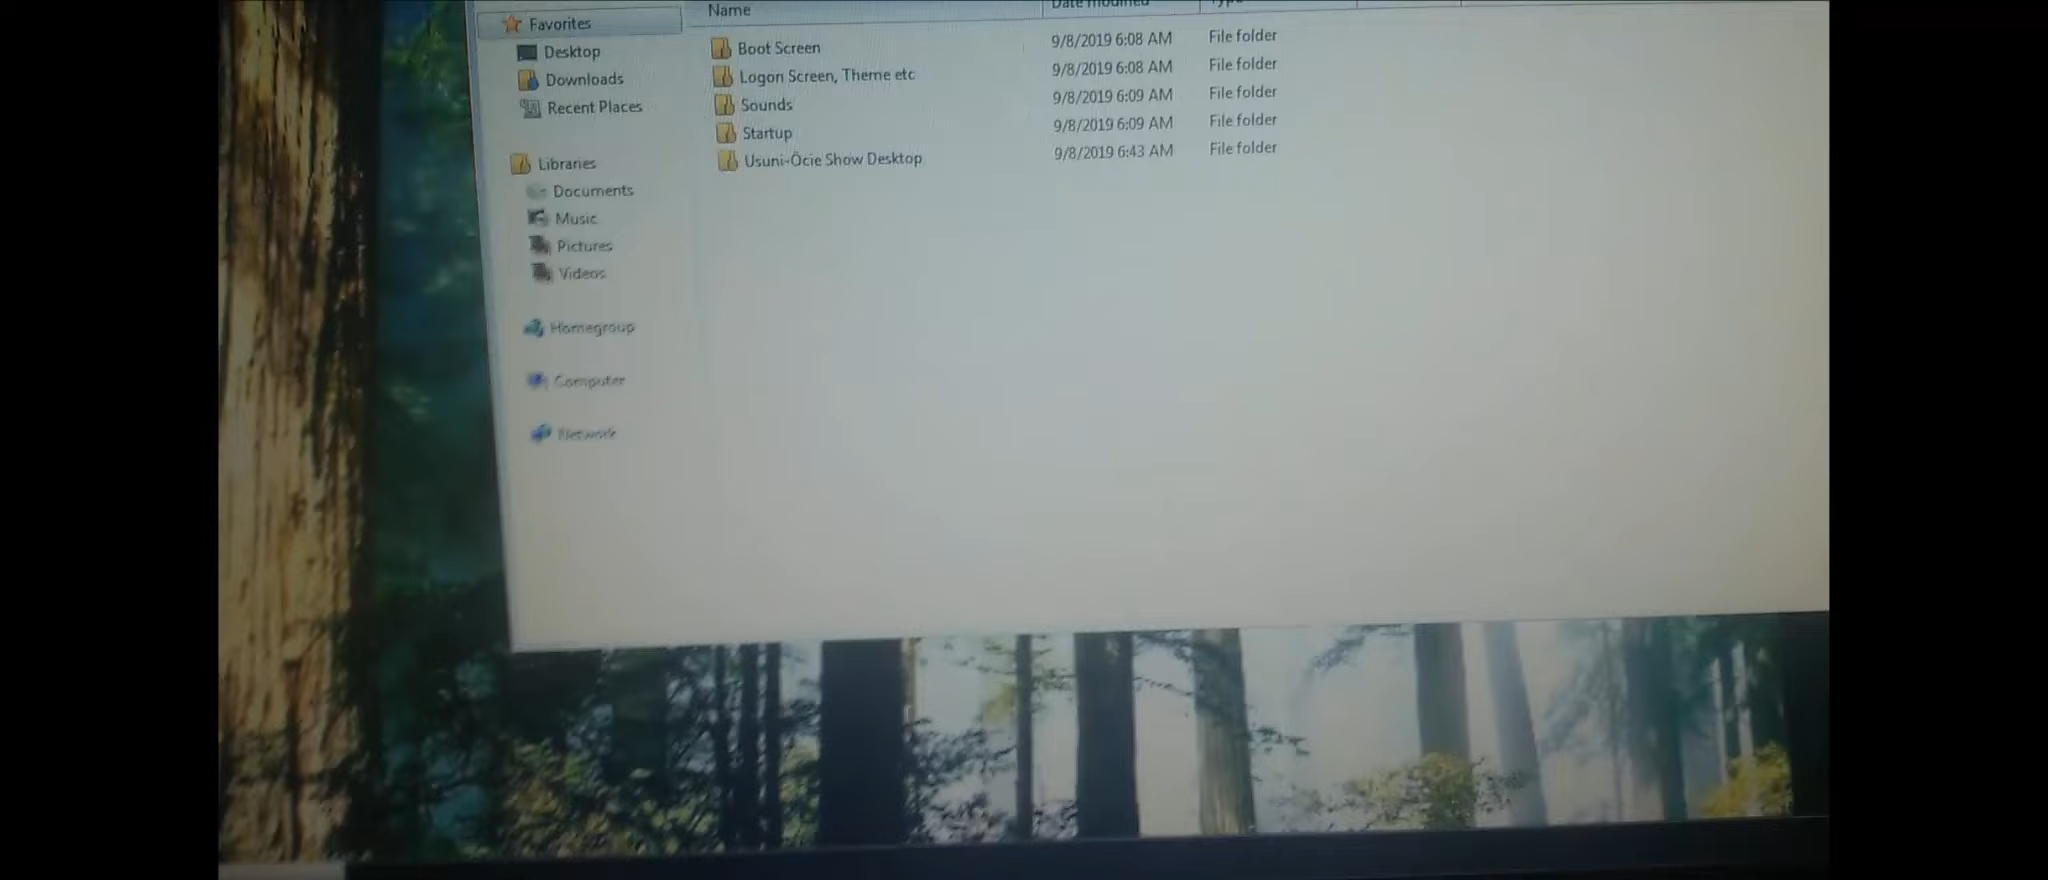 Favorites
Desktop
Downloads
Recent Places
Libraries
Documents
Music
Pictures
Videos
Homegroup
Computer
Network
Name Date modified Type
Boot Screen 9/8/2019 6:08 AM File folder
Logon Screen, Theme etc 9/8/2019 6:08 AM File folder
Sounds 9/8/2019 6:09 AM File folder
Startup 9/8/2019 6:09 AM File folder
Usuni-Öcie Show Desktop 9/8/2019 6:43 AM File folder